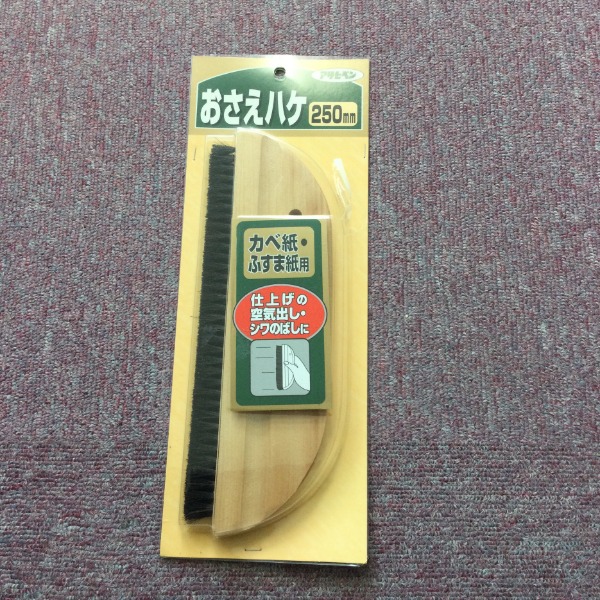 アサヒペン
おさえハケ
250mm
カベ紙・
ふすま紙用
仕上げの
空気出し・
シワのばしに